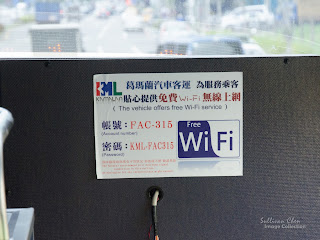 KML 葛瑪蘭汽車客運 為服務乘客
KAMALAN 貼心提供免費Wi-Fi無線上網
( The vehicle offers free Wi-Fi service )
帳號：FAC-315
(Account number)
密碼：KML-FAC315
(Password)
Free
WiFi
Sullivan Chen
Image Collection